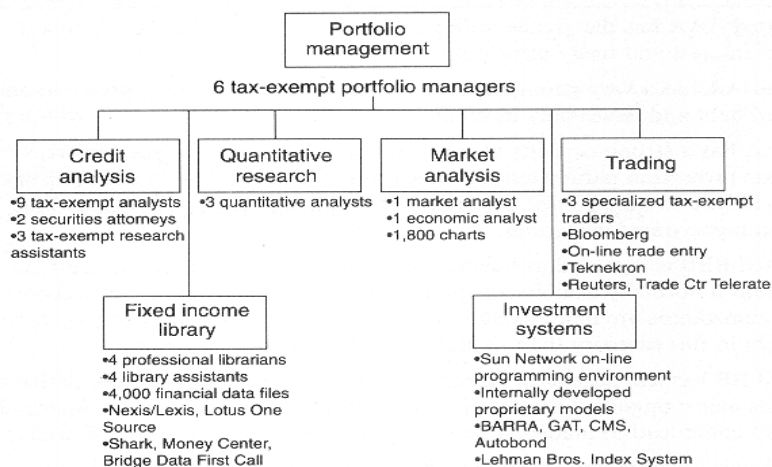 Portfolio
management
6 tax-exempt portfolio managers
Credit
analysis
•9 tax-exempt analysts
•2 securities attorneys
•3 tax-exempt research
assistants
Quantitative
research
•3 quantitative analysts
Market
analysis
•1 market analyst
•1 economic analyst
•1,800 charts
Trading
•3 specialized tax-exempt
traders
•Bloomberg
•On-line trade entry
•Teknekron
•Reuters, Trade Ctr Telerate
Fixed income
library
•4 professional librarians
•4 library assistants
•4,000 financial data files
•Nexis/Lexis, Lotus One
Source
•Shark, Money Center,
Bridge Data First Call
Investment
systems
•Sun Network on-line
programming environment
•Internally developed
proprietary models
•BARRA, GAT, CMS,
Autobond
•Lehman Bros. Index System